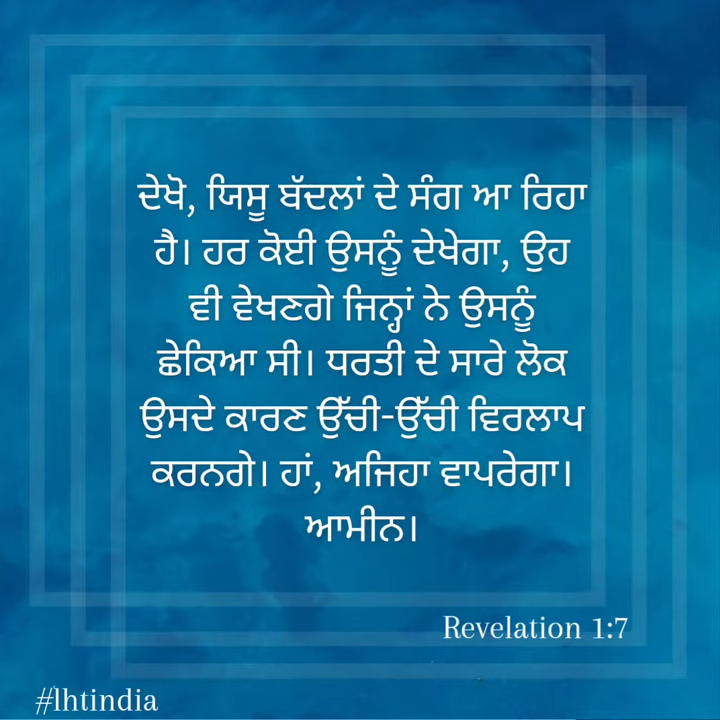 ਦੇਖੋ, ਯਿਸੂ ਬੱਦਲਾਂ ਦੇ ਸੰਗ ਆ ਰਿਹਾ
ਹੈ। ਹਰ ਕੋਈ ਉਸਨੂੰ ਦੇਖੇਗਾ, ਉਹ
ਵੀ ਵੇਖਣਗੇ ਜਿਨ੍ਹਾਂ ਨੇ ਉਸਨੂੰ
ਛੇਕਿਆ ਸੀ। ਧਰਤੀ ਦੇ ਸਾਰੇ ਲੋਕ
ਉਸਦੇ ਕਾਰਣ ਉੱਚੀ-ਉੱਚੀ ਵਿਰਲਾਪ
ਕਰਨਗੇ। ਹਾਂ, ਅਜਿਹਾ ਵਾਪਰੇਗਾ।
ਆਮੀਨ।
Revelation 1:7
#lhtindia